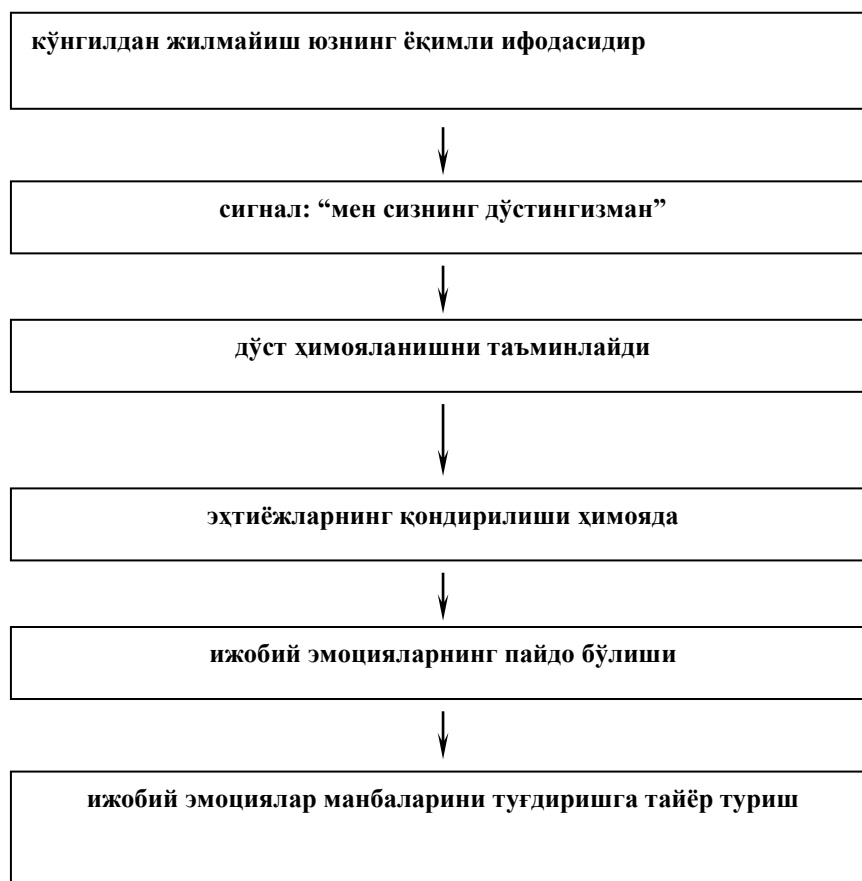 кўнгилдан жилмайиш юзнинг ёқимли ифодасидир
сигнал: “мен сизнинг дўстингизман”
дўст ҳимояланишни таъминлайди
эҳтиёжларнинг қондирилиши ҳимояда
ижобий эмоцияларнинг пайдо бўлиши
ижобий эмоциялар манбаларини туғдиришга тайёр туриш